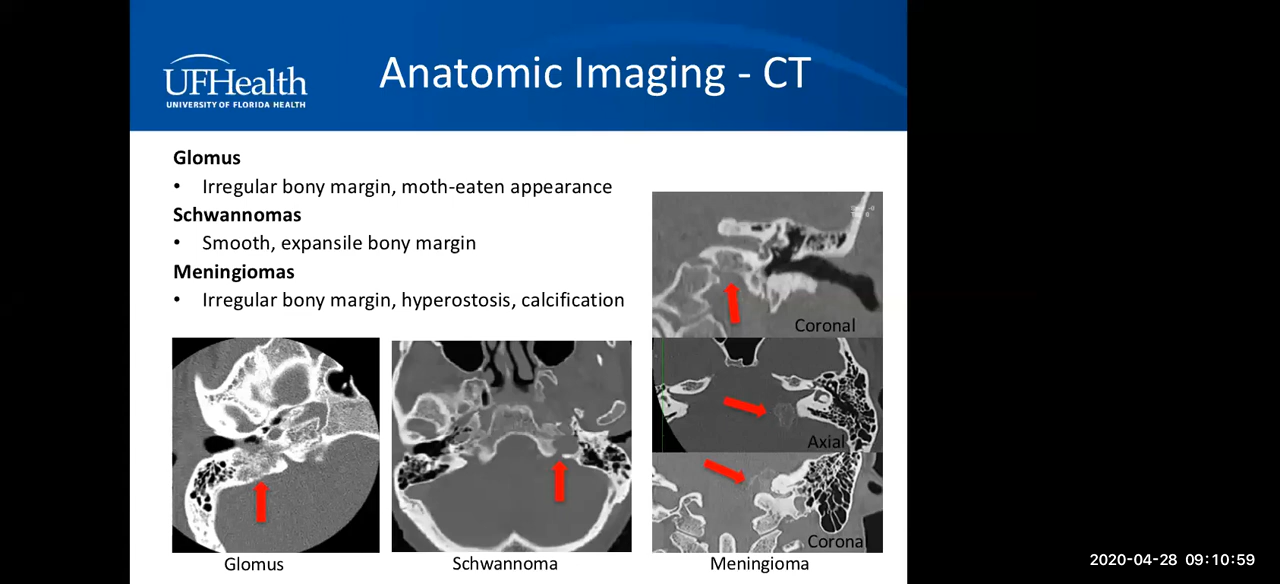 UFHealth
UNIVERSITY OF FLORIDA HEALTH
Anatomic Imaging - CT
Glomus
• Irregular bony margin, moth-eaten appearance
Schwannomas
• Smooth, expansile bony margin
Meningiomas
• Irregular bony margin, hyperostosis, calcification
Coronal
Axial
Coronal
Glomus
Schwannoma
Meningioma
2020-04-28 09:10:59